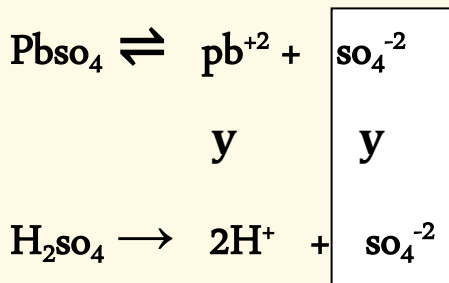 Pbso₄ ⇌ pb⁺² + so₄⁻²
y y
H₂so₄ → 2H⁺ + so₄⁻²